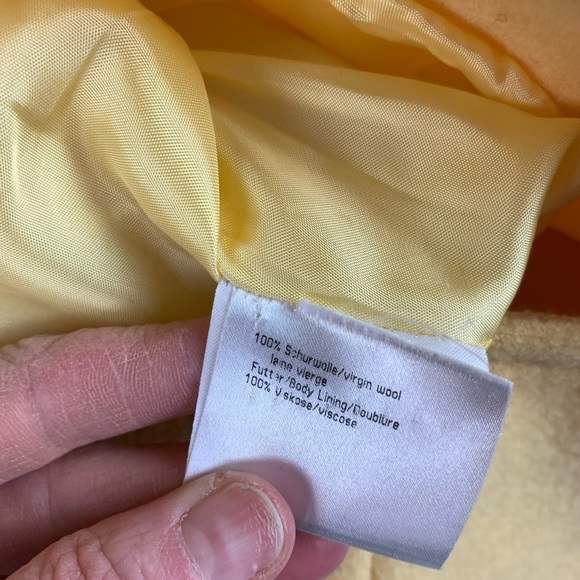 100% Schurwolle/virgin wool
laine vierge
Futter/Body Lining/Doublure
100% Viskose/viscose